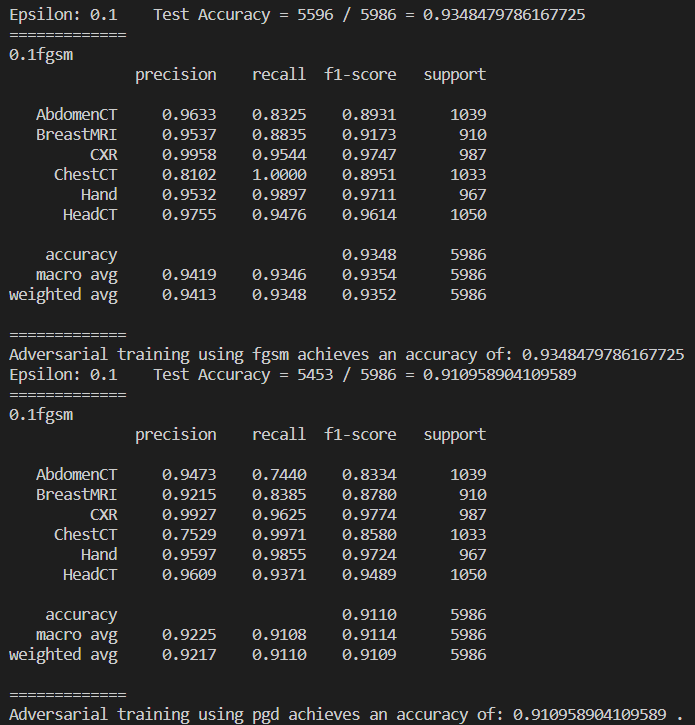 Epsilon: 0.1    Test Accuracy = 5596 / 5986 = 0.9348479786167725
=============
0.1fgsm
              precision    recall  f1-score   support

   AbdomenCT     0.9633    0.8325    0.8931      1039
   BreastMRI     0.9537    0.8835    0.9173       910
         CXR     0.9958    0.9544    0.9747       987
     ChestCT     0.8102    1.0000    0.8951      1033
        Hand     0.9532    0.9897    0.9711       967
      HeadCT     0.9755    0.9476    0.9614      1050

    accuracy                         0.9348      5986
   macro avg     0.9419    0.9346    0.9354      5986
weighted avg     0.9413    0.9348    0.9352      5986

=============
Adversarial training using fgsm achieves an accuracy of: 0.9348479786167725
Epsilon: 0.1    Test Accuracy = 5453 / 5986 = 0.910958904109589
=============
0.1fgsm
              precision    recall  f1-score   support

   AbdomenCT     0.9473    0.7440    0.8334      1039
   BreastMRI     0.9215    0.8385    0.8780       910
         CXR     0.9927    0.9625    0.9774       987
     ChestCT     0.7529    0.9971    0.8580      1033
        Hand     0.9597    0.9855    0.9724       967
      HeadCT     0.9609    0.9371    0.9489      1050

    accuracy                         0.9110      5986
   macro avg     0.9225    0.9108    0.9114      5986
weighted avg     0.9217    0.9110    0.9109      5986

=============
Adversarial training using pgd achieves an accuracy of: 0.910958904109589 .